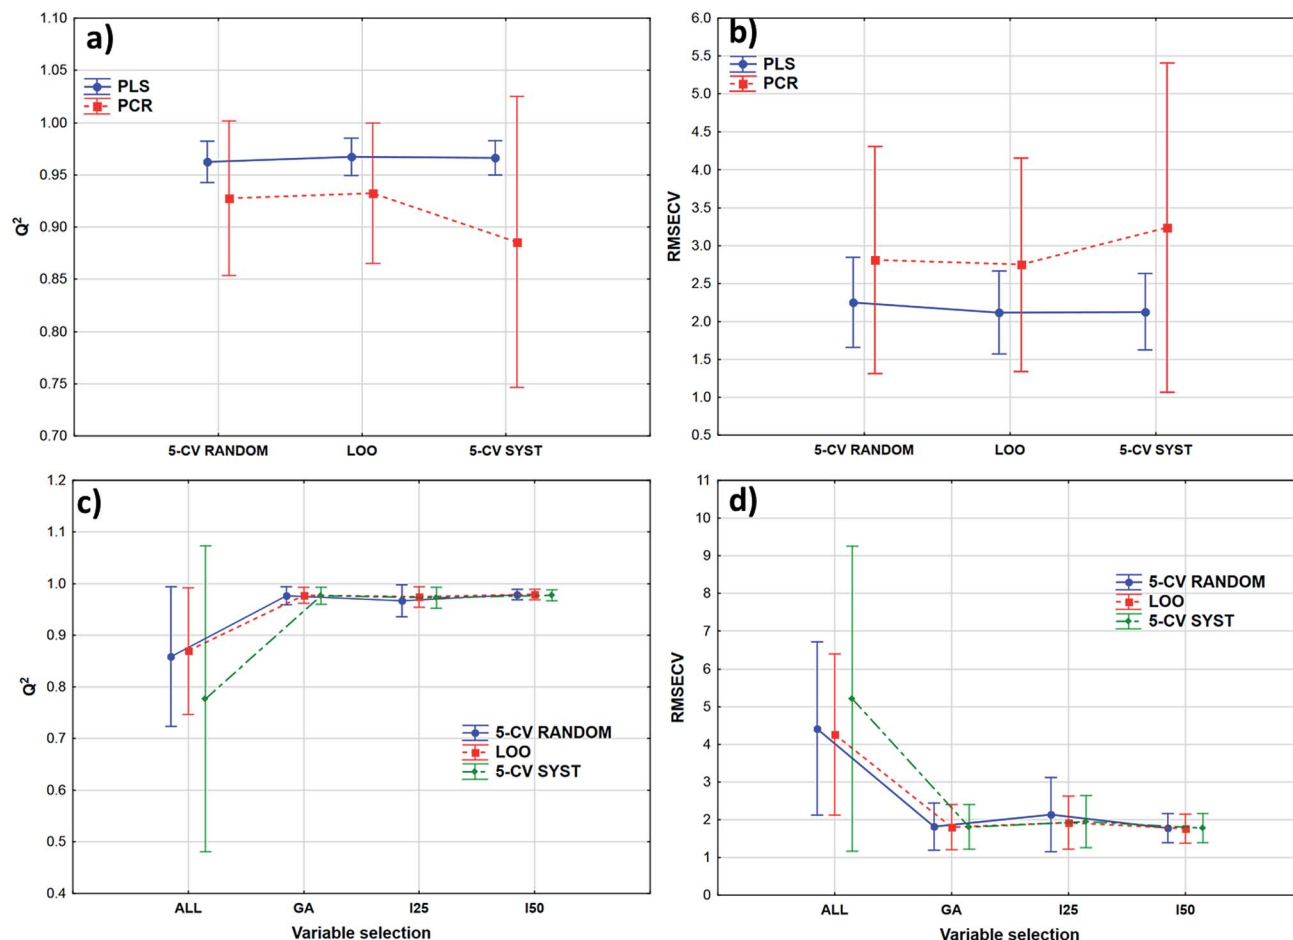 a)
PLS
PCR
1.10
1.05
1.00
0.95
0.90
0.85
0.80
0.75
0.70
Q2
5-CV RANDOM LOO 5-CV SYST
b)
PLS
PCR
6.0
5.5
5.0
4.5
4.0
3.5
3.0
2.5
2.0
1.5
1.0
0.5
RMSECV
5-CV RANDOM LOO 5-CV SYST
c)
1.2
1.1
1.0
0.9
0.8
0.7
0.6
0.5
0.4
Q2
5-CV RANDOM
LOO
5-CV SYST
ALL GA I25 I50
Variable selection
d)
11
10
9
8
7
6
5
4
3
2
1
0
RMSECV
5-CV RANDOM
LOO
5-CV SYST
ALL GA I25 I50
Variable selection